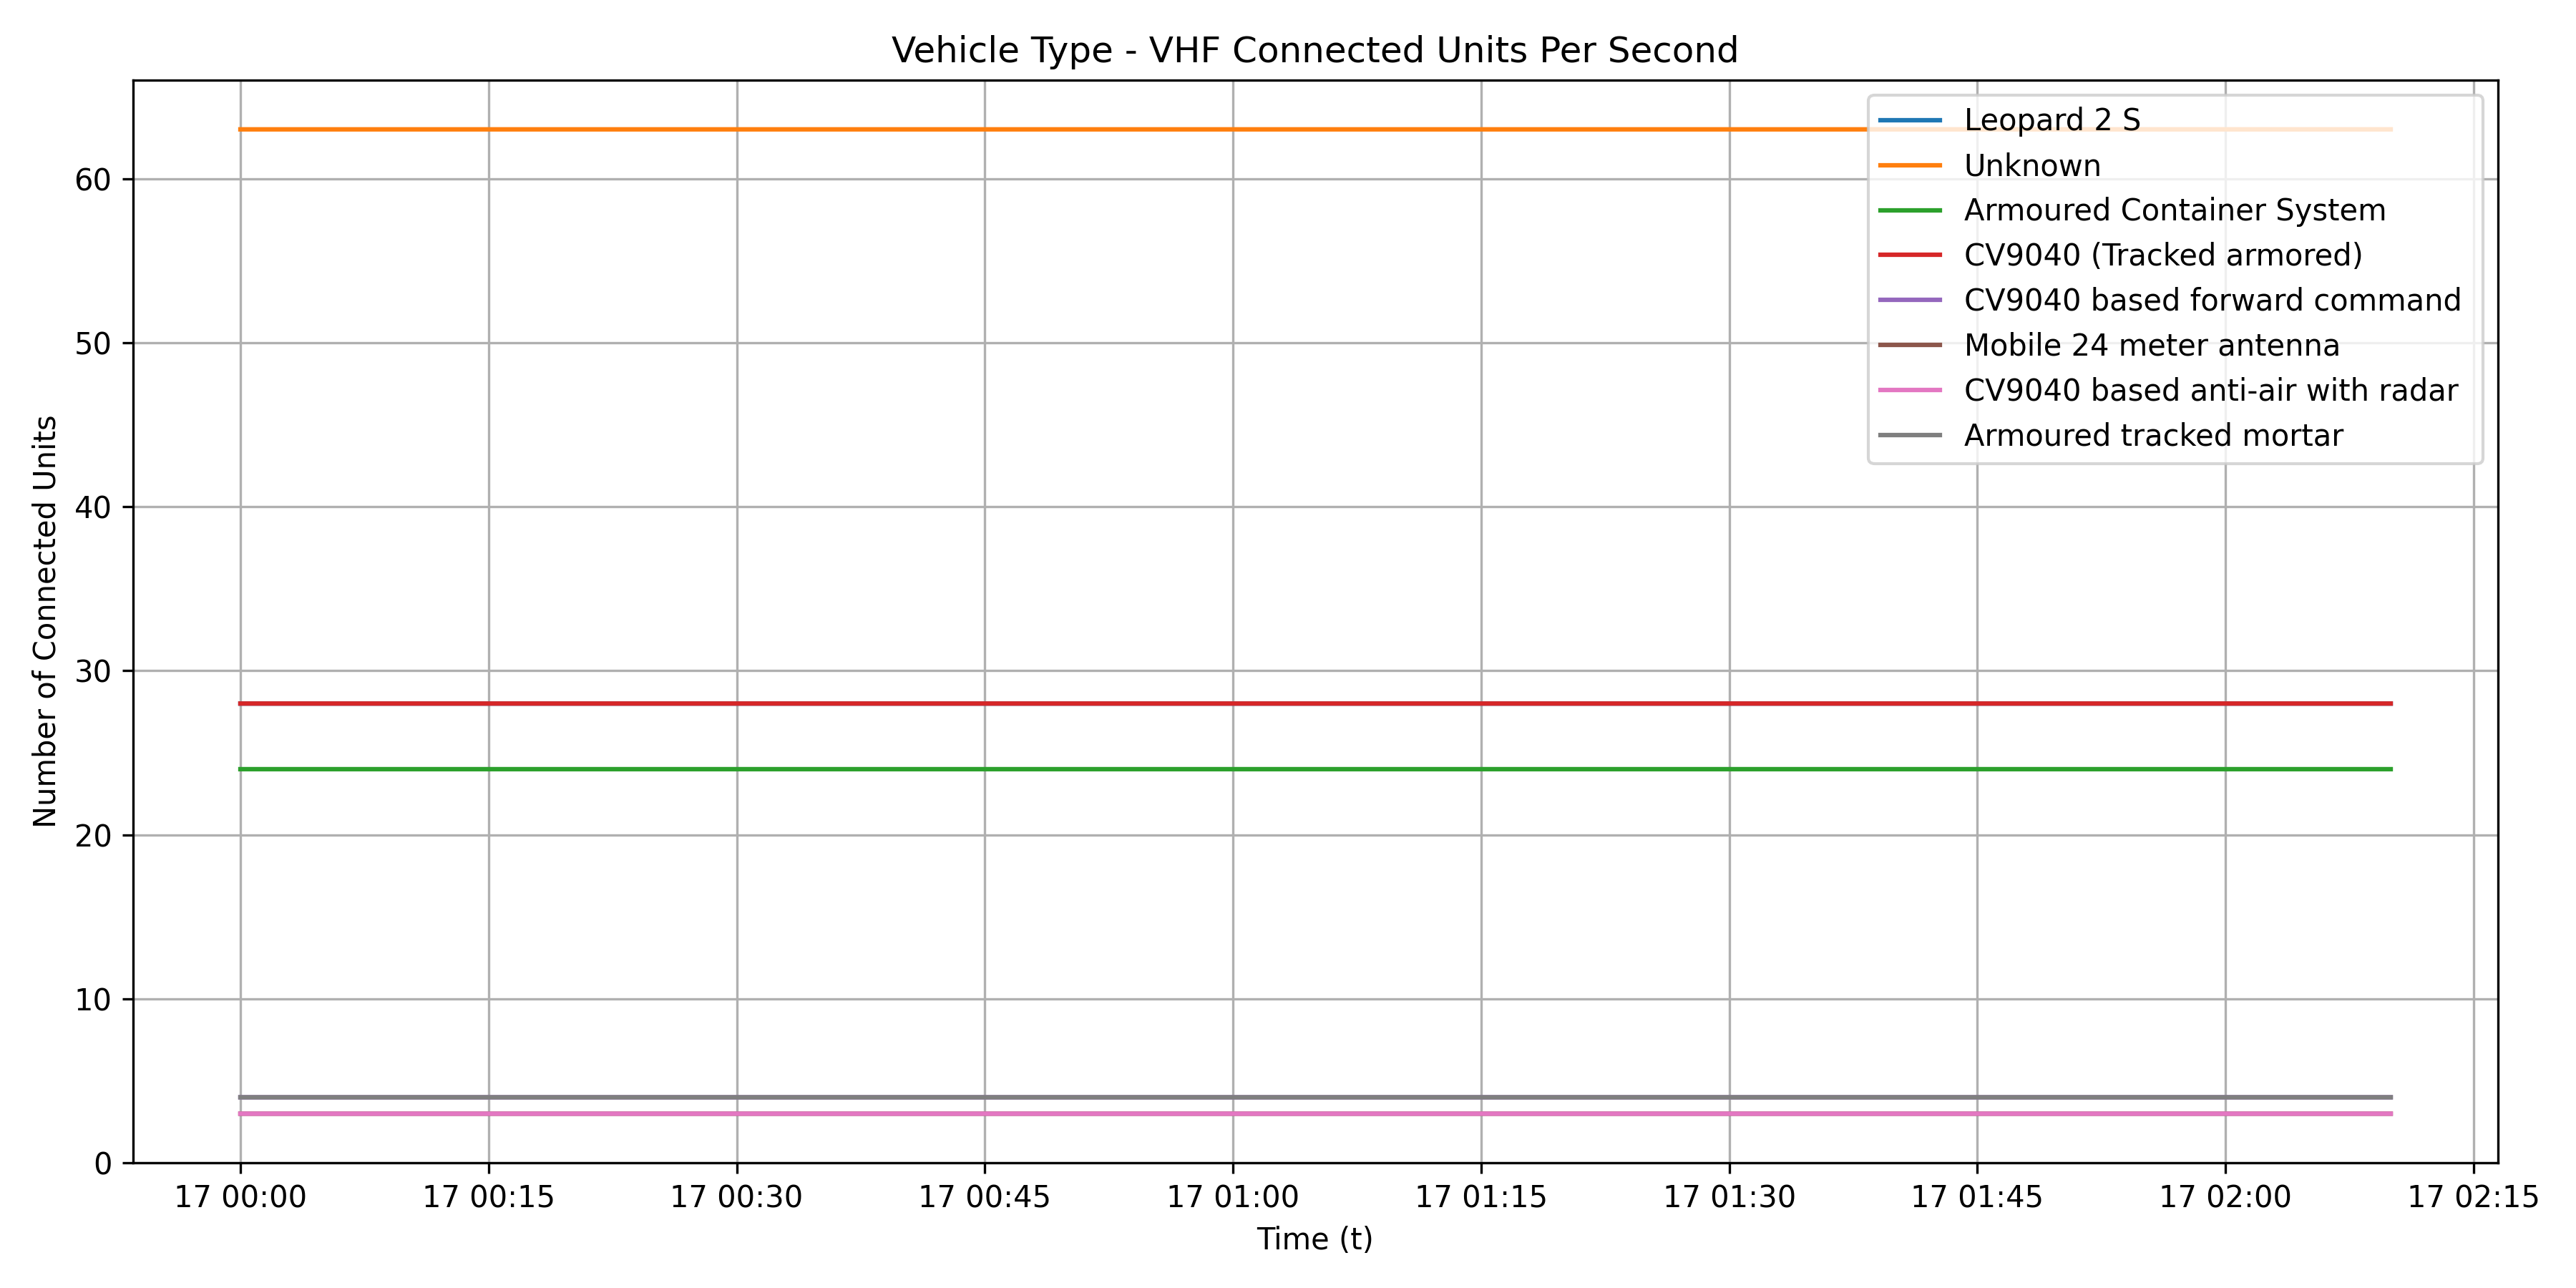 Vehicle Type - VHF Connected Units Per Second
Leopard 2 S
Unknown
Armoured Container System
CV9040 (Tracked armored)
CV9040 based forward command
Mobile 24 meter antenna
CV9040 based anti-air with radar
Armoured tracked mortar
Number of Connected Units
60
50
40
30
20
10
0
17 00:00 17 00:15 17 00:30 17 00:45 17 01:00 17 01:15 17 01:30 17 01:45 17 02:00 17 02:15
Time (t)